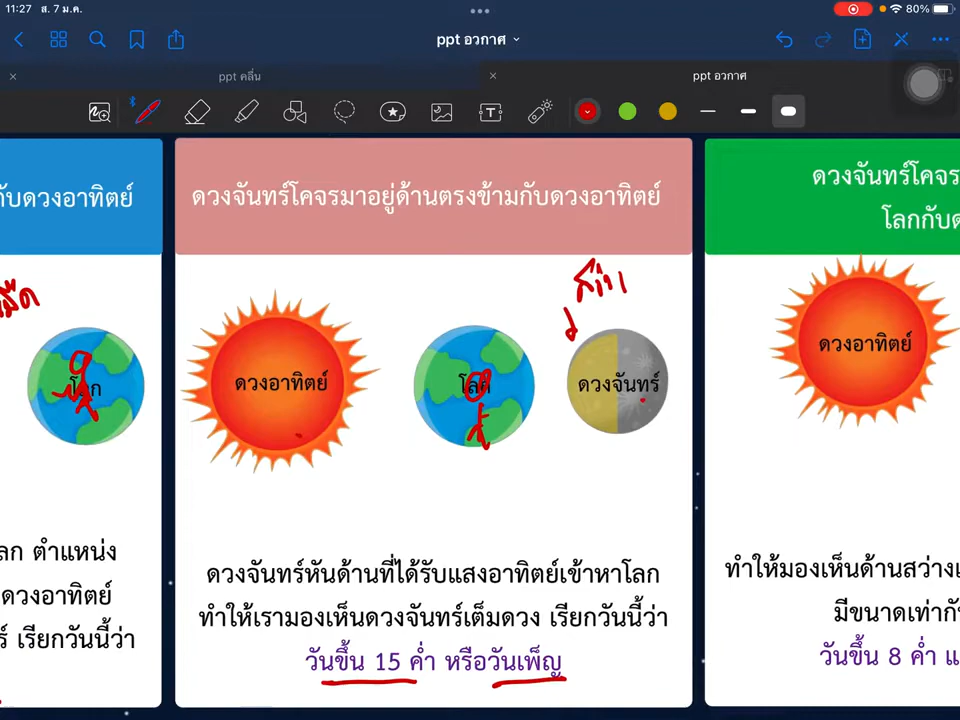 11:27 ส. 7 ม.ค.
80%
ppt อวกาศ
ppt คลื่น
ppt อวกาศ
กับดวงอาทิตย์
มืด
โลก
ลก ตำแหน่ง
ดวงอาทิตย์
ร์ เรียกวันนี้ว่า
ดวงจันทร์โคจรมาอยู่ด้านตรงข้ามกับดวงอาทิตย์
สว่าง
ดวงอาทิตย์
โลก
ดวงจันทร์
ดวงจันทร์หันด้านที่ได้รับแสงอาทิตย์เข้าหาโลก
ทำให้เรามองเห็นดวงจันทร์เต็มดวง เรียกวันนี้ว่า
วันขึ้น 15 ค่ำ หรือวันเพ็ญ
ดวงจันทร์โคจร
โลกกับด
ดวงอาทิตย์
ทำให้มองเห็นด้านสว่างเ
มีขนาดเท่ากั
วันขึ้น 8 ค่ำ แ